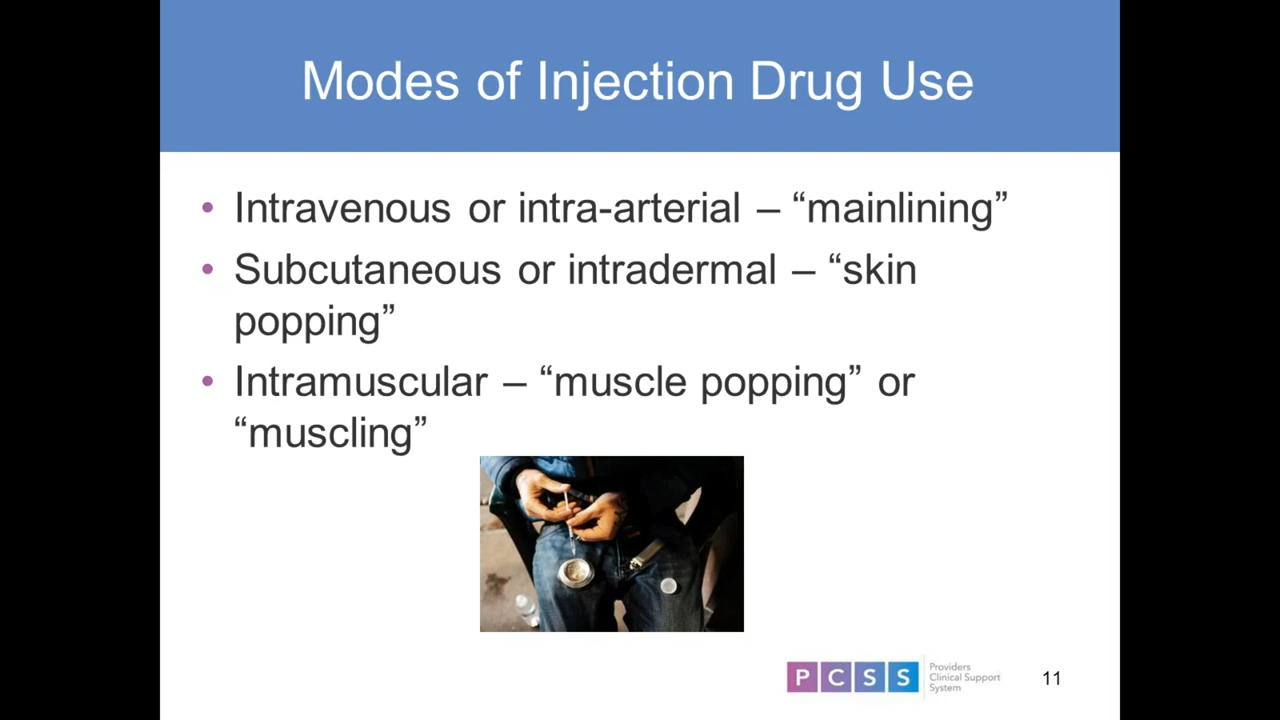 Modes of Injection Drug Use
• Intravenous or intra-arterial – “mainlining”
• Subcutaneous or intradermal – “skin
popping”
• Intramuscular – “muscle popping” or
“muscling”
PCSS
Providers
Clinical Support
System
11